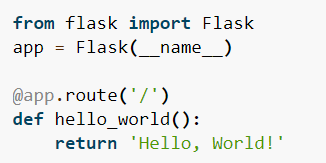 from flask import Flask
app = Flask(__name__)

@app.route('/')
def hello_world():
    return 'Hello, World!'